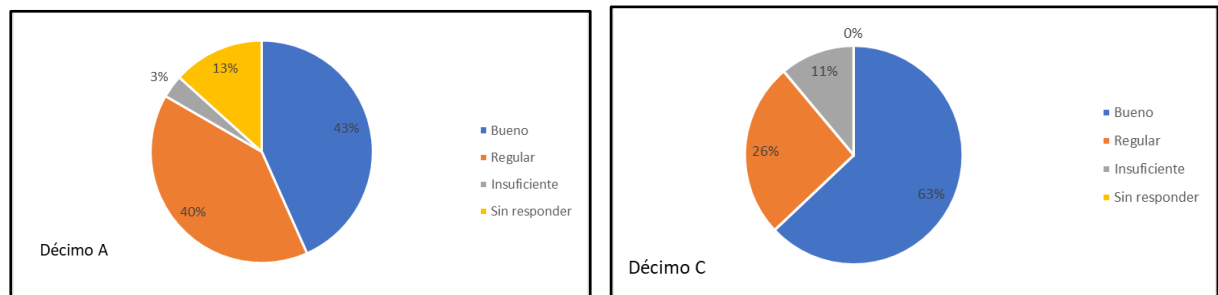 13%
3%
43%
40%
Bueno
Regular
Insuficiente
Sin responder
Décimo A
0%
11%
26%
63%
Bueno
Regular
Insuficiente
Sin responder
Décimo C